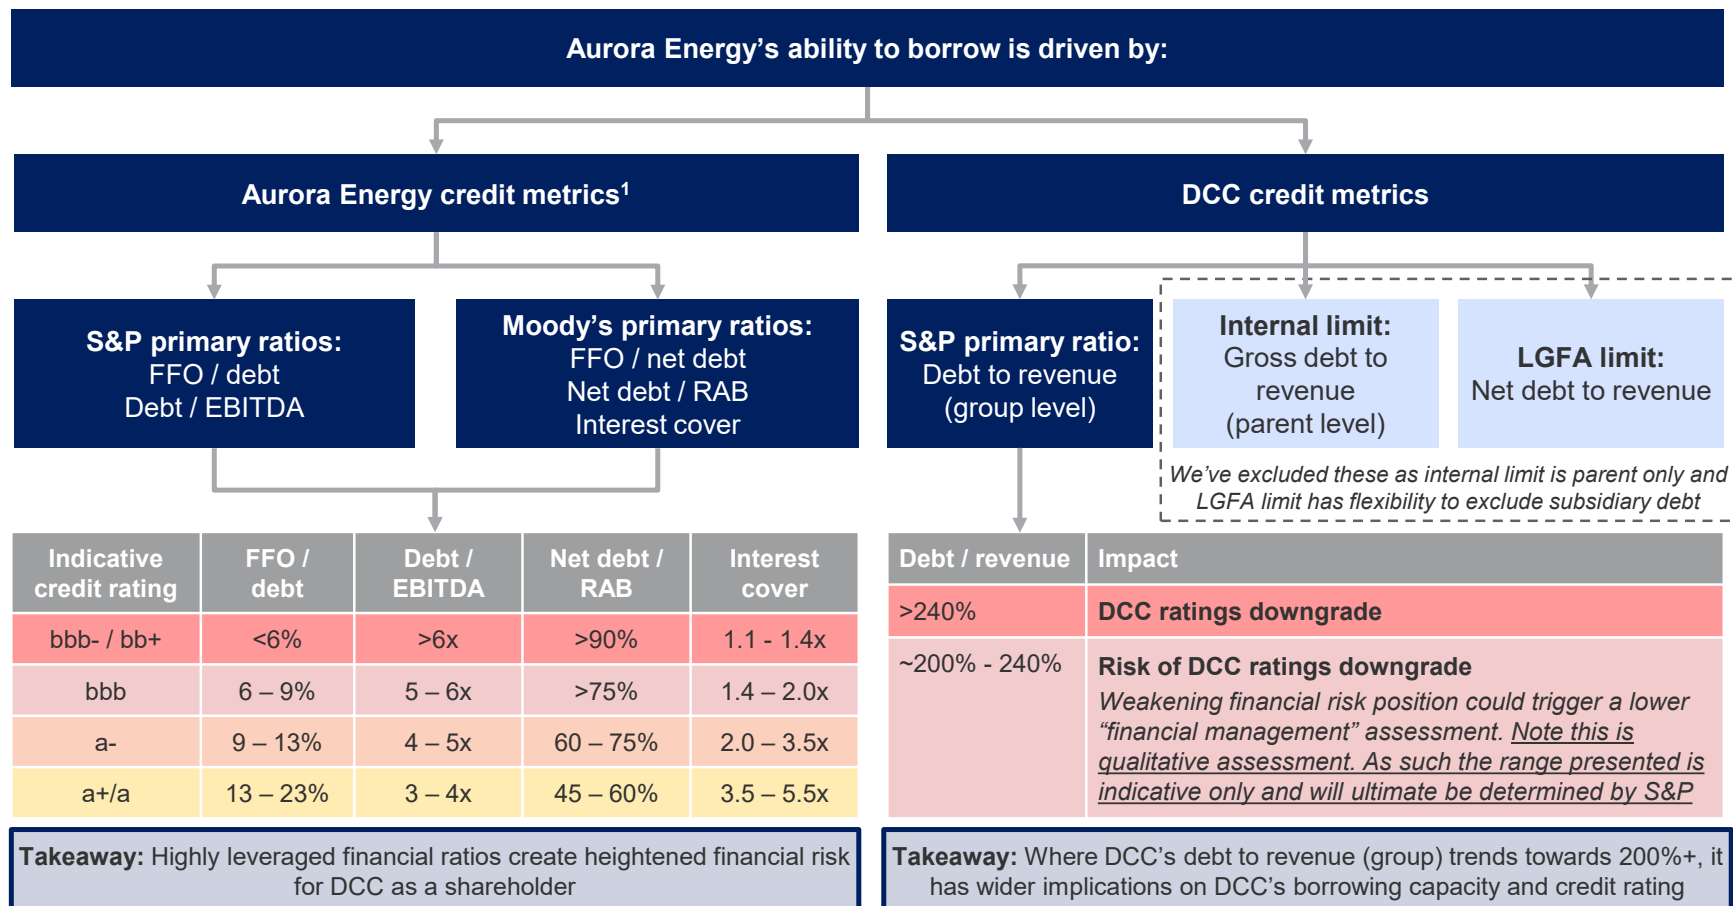 Aurora Energy’s ability to borrow is driven by:
Aurora Energy credit metrics¹
DCC credit metrics
S&P primary ratios:
FFO / debt
Debt / EBITDA
Moody’s primary ratios:
FFO / net debt
Net debt / RAB
Interest cover
S&P primary ratio:
Debt to revenue
(group level)
Internal limit:
Gross debt to
revenue
(parent level)
LGFA limit:
Net debt to revenue
We’ve excluded these as internal limit is parent only and
LGFA limit has flexibility to exclude subsidiary debt
Indicative
credit rating
FFO /
debt
Debt /
EBITDA
Net debt /
RAB
Interest
cover
bbb- / bb+ <6% >6x >90% 1.1 - 1.4x
bbb 6 – 9% 5 – 6x >75% 1.4 – 2.0x
a- 9 – 13% 4 – 5x 60 – 75% 2.0 – 3.5x
a+/a 13 – 23% 3 – 4x 45 – 60% 3.5 – 5.5x
Takeaway: Highly leveraged financial ratios create heightened financial risk
for DCC as a shareholder
Debt / revenue Impact
>240% DCC ratings downgrade
~200% - 240% Risk of DCC ratings downgrade
Weakening financial risk position could trigger a lower
“financial management” assessment. Note this is
qualitative assessment. As such the range presented is
indicative only and will ultimate be determined by S&P
Takeaway: Where DCC’s debt to revenue (group) trends towards 200%+, it
has wider implications on DCC’s borrowing capacity and credit rating